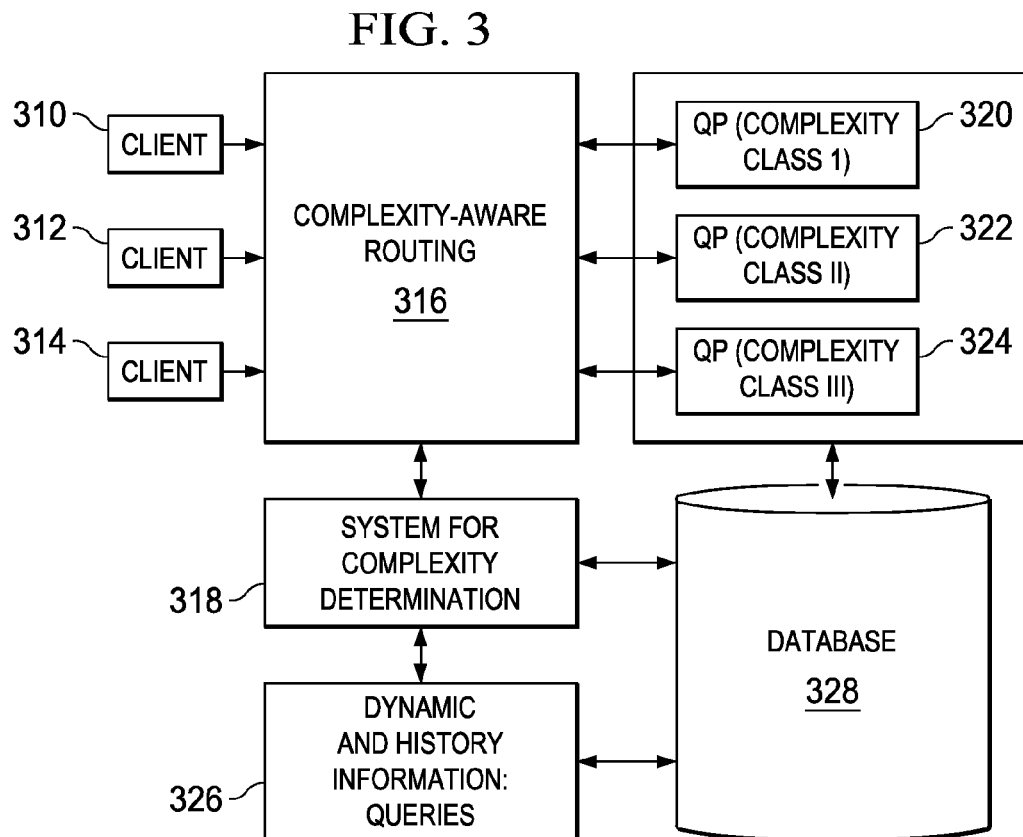 FIG. 3
310
CLIENT
312
CLIENT
314
CLIENT
COMPLEXITY-AWARE
ROUTING
316
QP (COMPLEXITY
CLASS 1)
320
QP (COMPLEXITY
CLASS II)
322
QP (COMPLEXITY
CLASS III)
324
SYSTEM FOR
COMPLEXITY
DETERMINATION
318
DYNAMIC
AND HISTORY
INFORMATION:
QUERIES
326
DATABASE
328